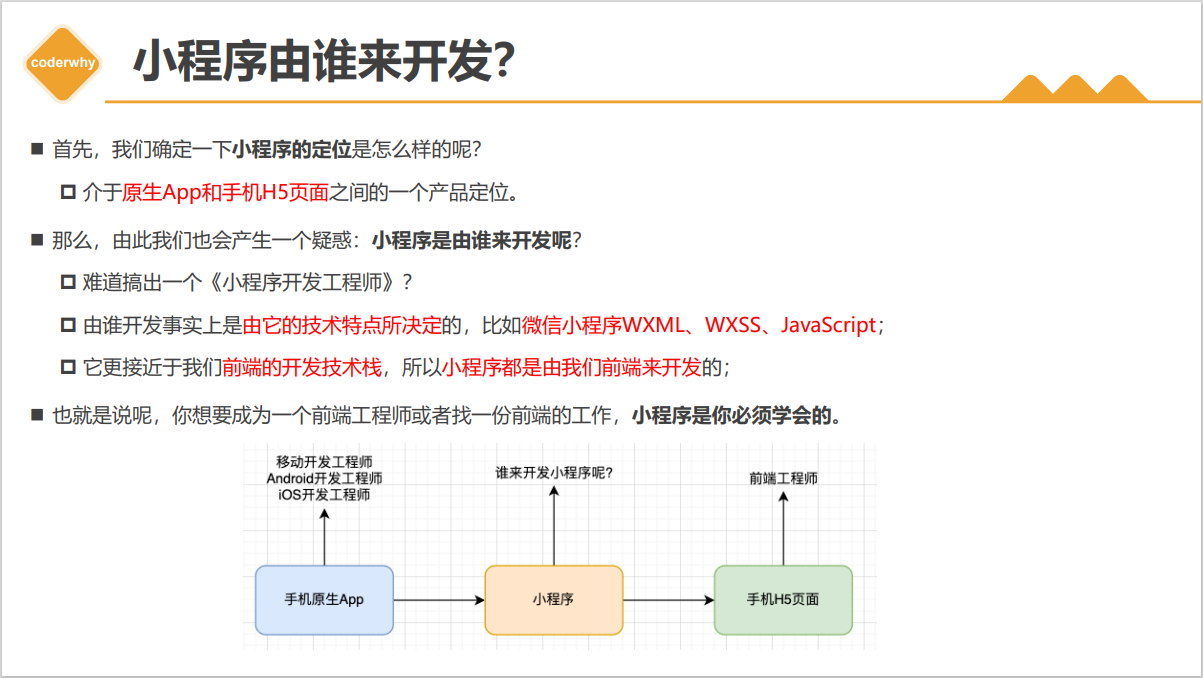 coderwhy
小程序由谁来开发？
首先，我们确定一下小程序的定位是怎么样的呢？
介于原生App和手机H5页面之间的一个产品定位。
那么，由此我们也会产生一个疑惑：小程序是由谁来开发呢？
难道搞出一个《小程序开发工程师》？
由谁开发事实上是由它的技术特点所决定的，比如微信小程序WXML、WXSS、JavaScript；
它更接近于我们前端的开发技术栈，所以小程序都是由我们前端来开发的；
也就是说呢，你想要成为一个前端工程师或者找一份前端的工作，小程序是你必须学会的。
移动开发工程师
Android开发工程师
iOS开发工程师
谁来开发小程序呢？
前端工程师
手机原生App
小程序
手机H5页面